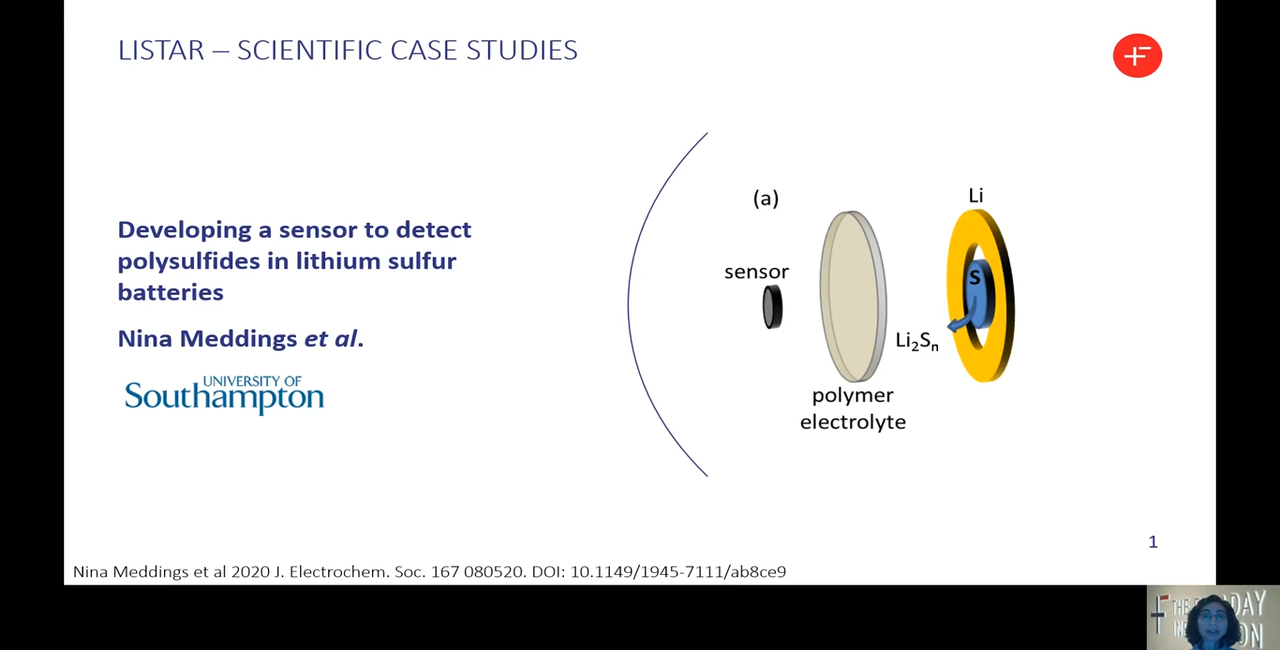 LISTAR – SCIENTIFIC CASE STUDIES
Developing a sensor to detect
polysulfides in lithium sulfur
batteries
Nina Meddings et al.
UNIVERSITY OF
Southampton
(a)
Li
sensor
S
Li₂Sₙ
polymer
electrolyte
1
Nina Meddings et al 2020 J. Electrochem. Soc. 167 080520. DOI: 10.1149/1945-7111/ab8ce9
THE